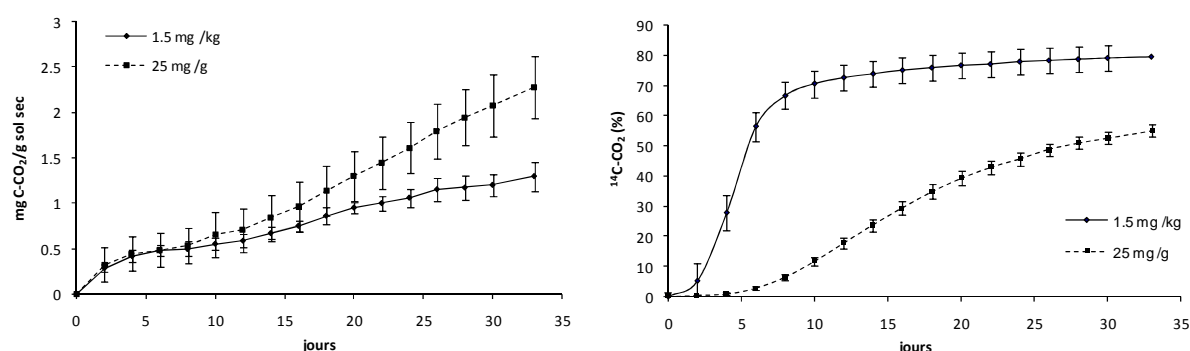 mg C-CO₂/g sol sec
3
2.5
2
1.5
1
0.5
0
1.5 mg /kg
25 mg/g
0 5 10 15 20 25 30 35
jours
¹⁴C-CO₂ (%)
90
80
70
60
50
40
30
20
10
0
1.5 mg /kg
25 mg/g
0 5 10 15 20 25 30 35
jours